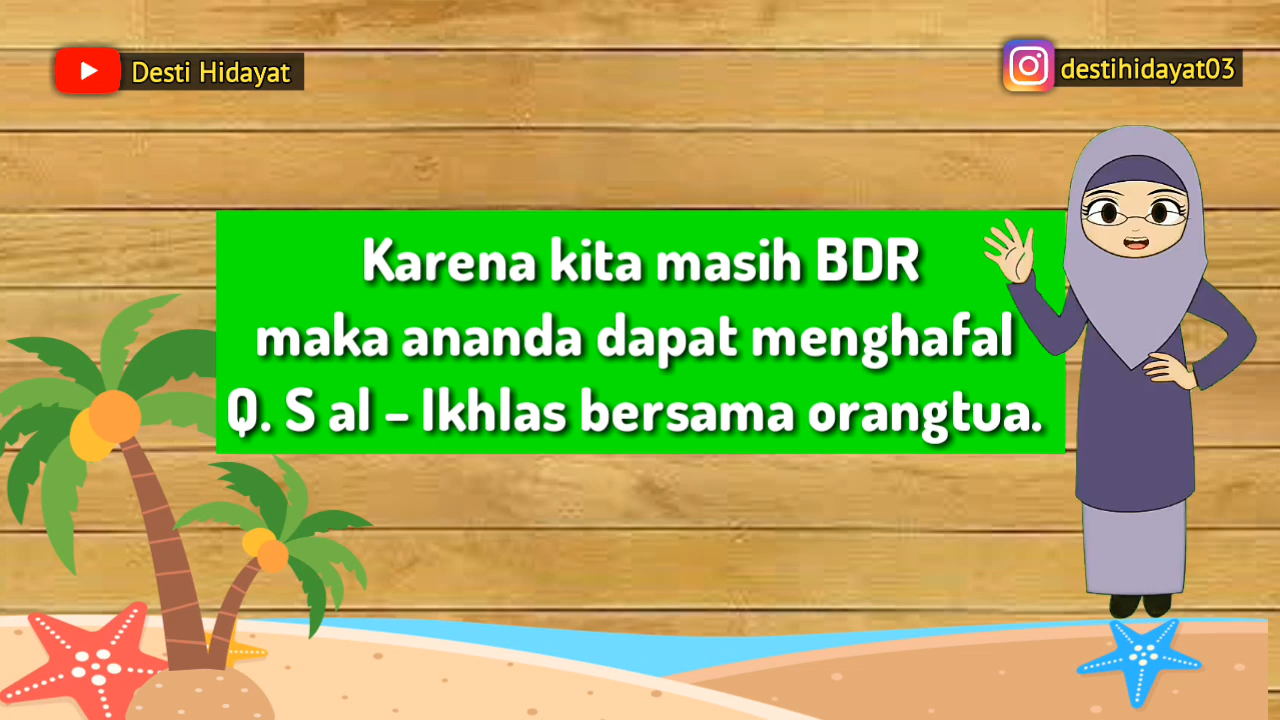 Desti Hidayat
destihidayat03
Karena kita masih BDR
maka ananda dapat menghafal
Q. S al - Ikhlas bersama orangtua.